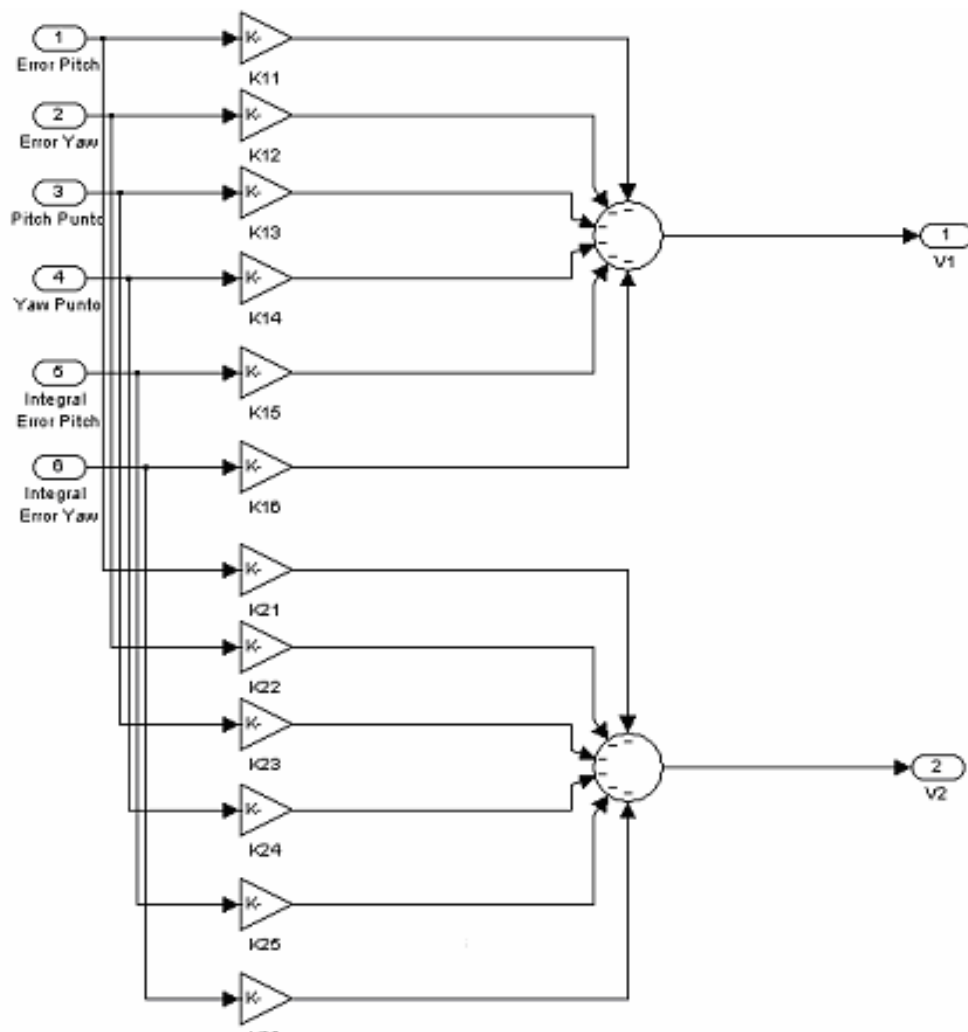 1
Error Pitch
2
Error Yaw
3
Pitch Punto
4
Yaw Punto
5
Integral
Error Pitch
6
Integral
Error Yaw
K-
K11
K-
K12
K-
K13
K-
K14
K-
K15
K-
K16
K-
K21
K-
K22
K-
K23
K-
K24
K-
K25
K-
1
V1
2
V2